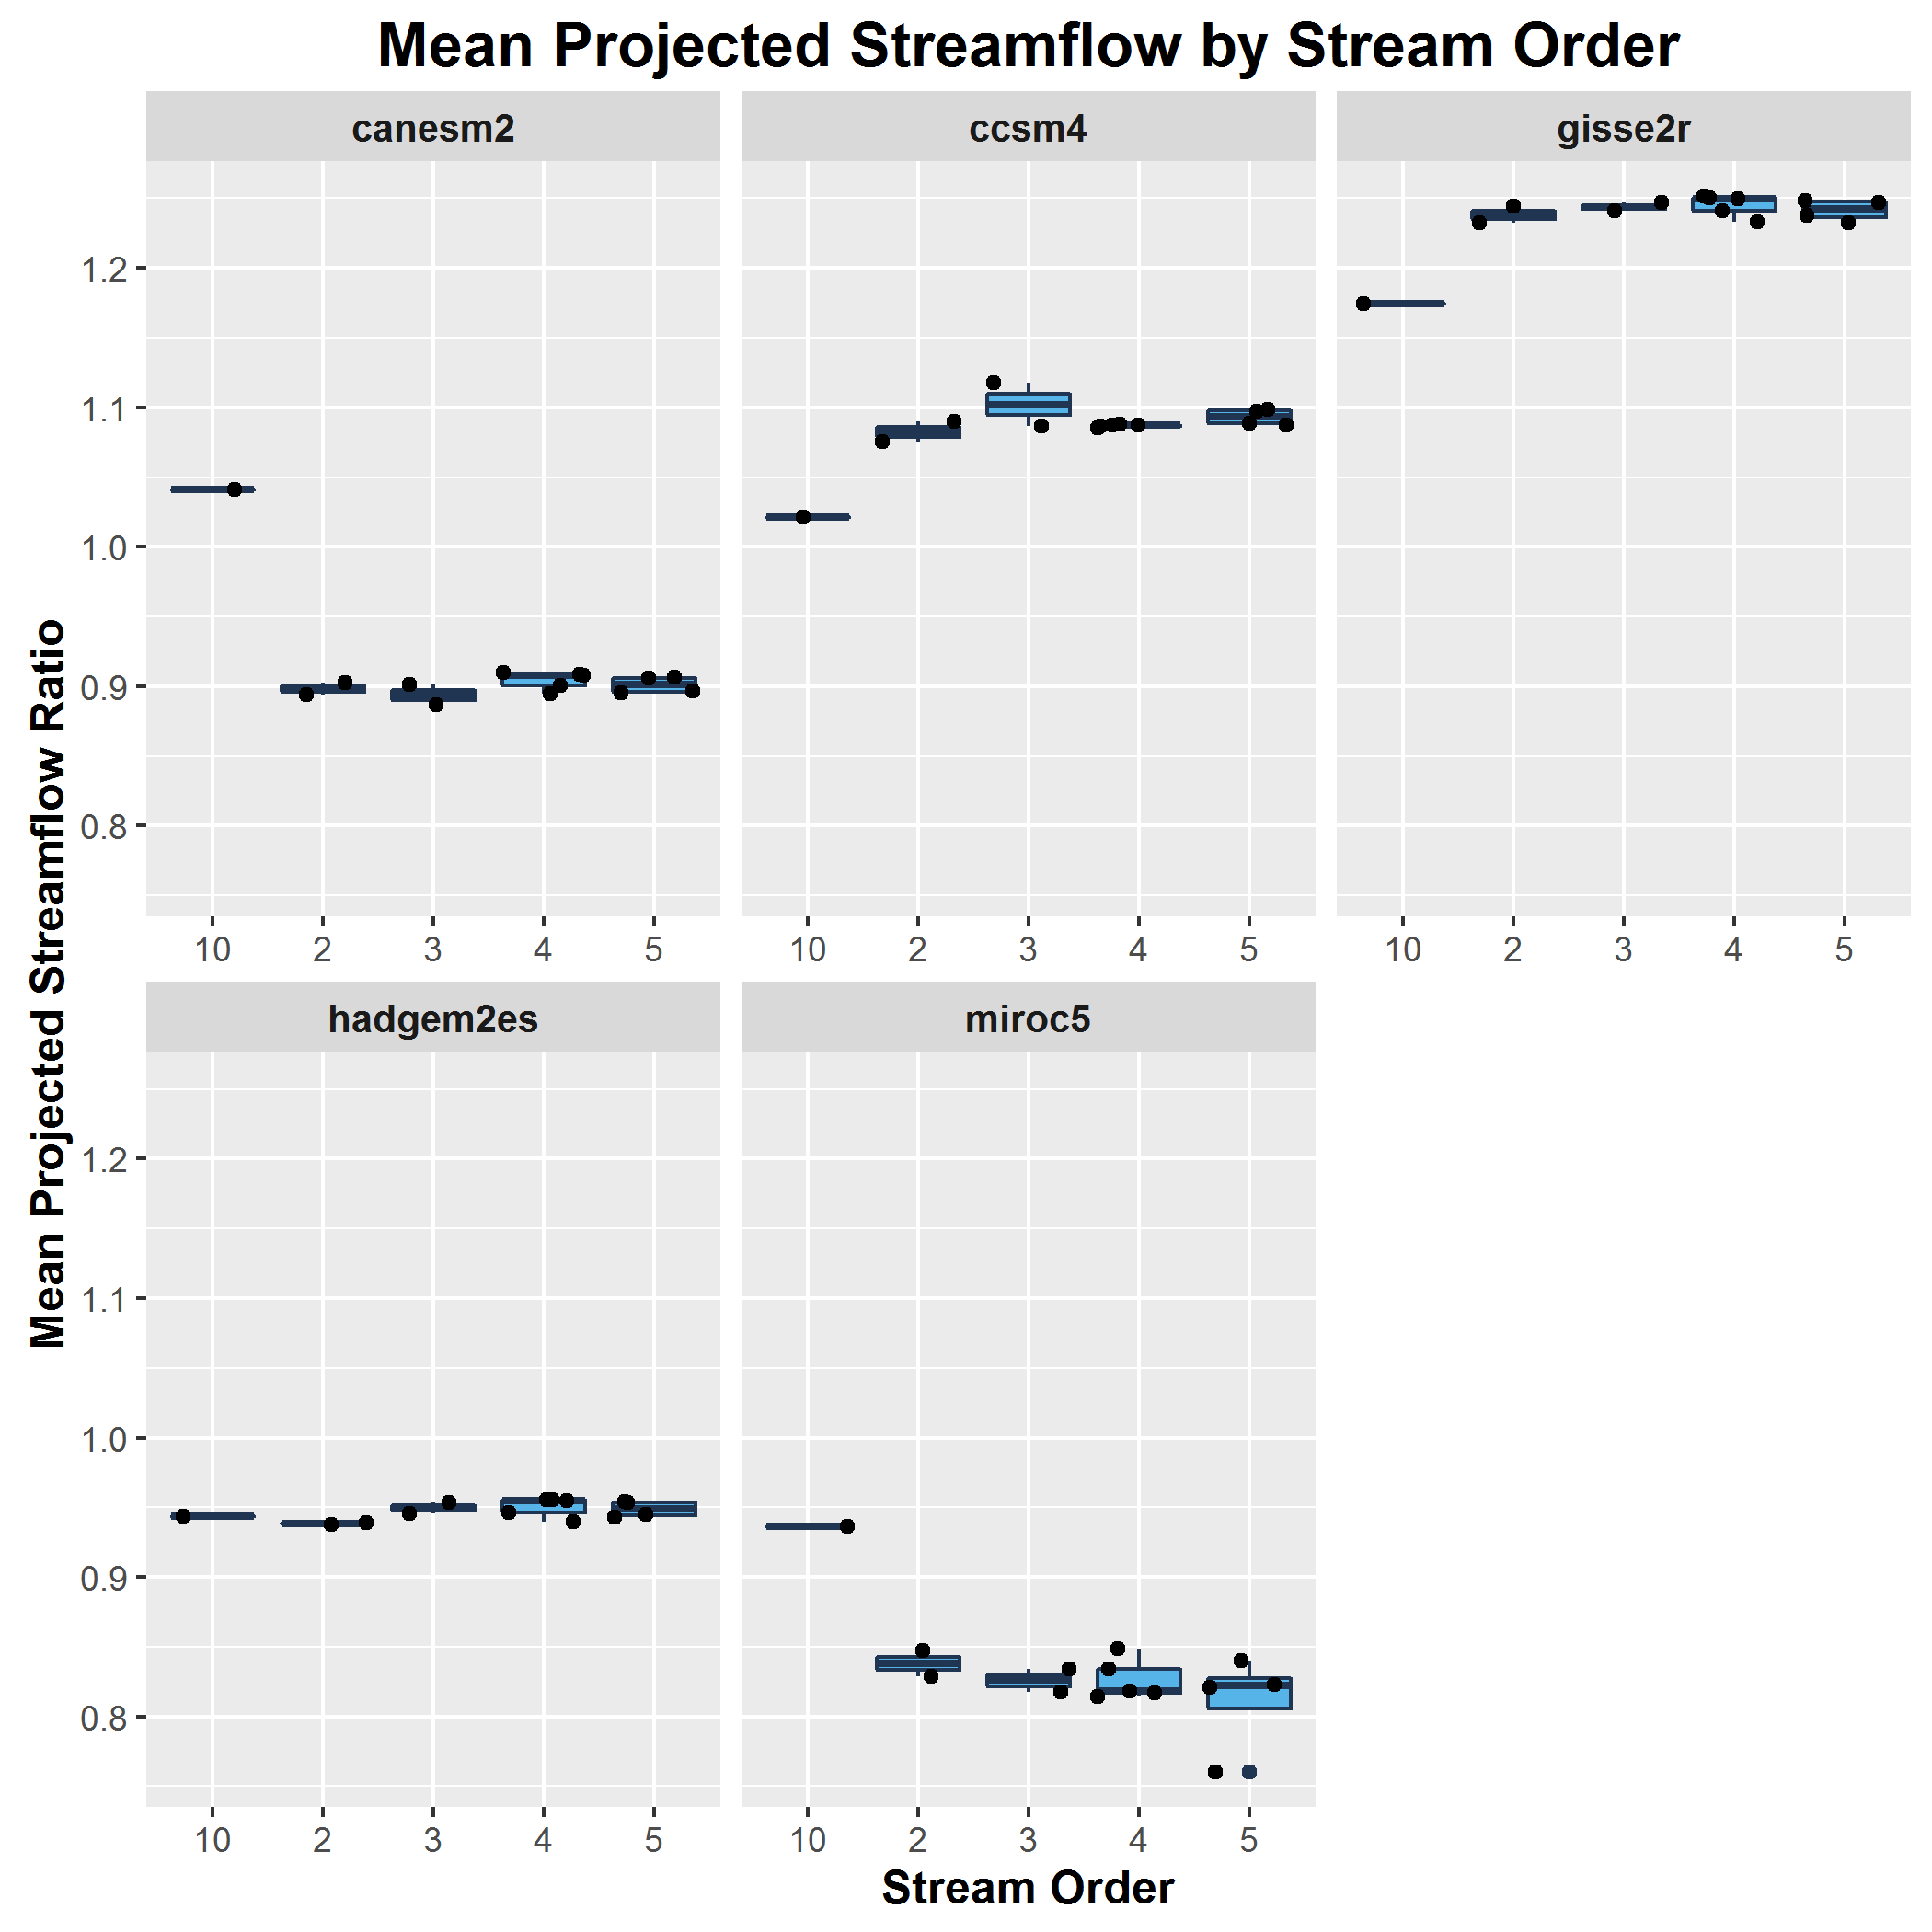 Mean Projected Streamflow by Stream Order
canesm2
ccsm4
gisse2r
1.2
1.1
1.0
0.9
0.8
10 2 3 4 5
10 2 3 4 5
10 2 3 4 5
Mean Projected Streamflow Ratio
hadgem2es
miroc5
1.2
1.1
1.0
0.9
0.8
10 2 3 4 5
10 2 3 4 5
Stream Order